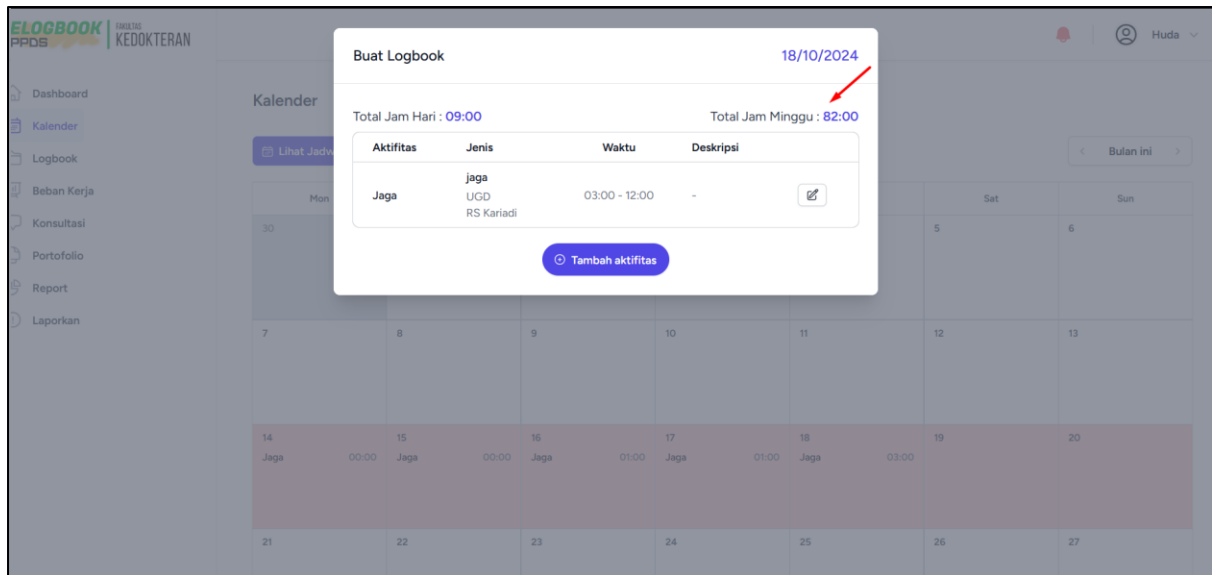 ELOGBOOK
PPDS
FAKULTAS
KEDOKTERAN
Huda
Dashboard
Kalender
Logbook
Beban Kerja
Konsultasi
Portofolio
Report
Laporkan
Kalender
Lihat Jadw
Bulan ini
Buat Logbook 18/10/2024
Total Jam Hari : 09:00 Total Jam Minggu : 82:00
Aktifitas Jenis Waktu Deskripsi
Jaga jaga 03:00 - 12:00 -
UGD
RS Kariadi
Tambah aktifitas
Mon Sat Sun
30 5 6
7 8 9 10 11 12 13
14 15 16 17 18 19 20
Jaga 00:00 Jaga 00:00 Jaga 01:00 Jaga 01:00 Jaga 03:00
21 22 23 24 25 26 27